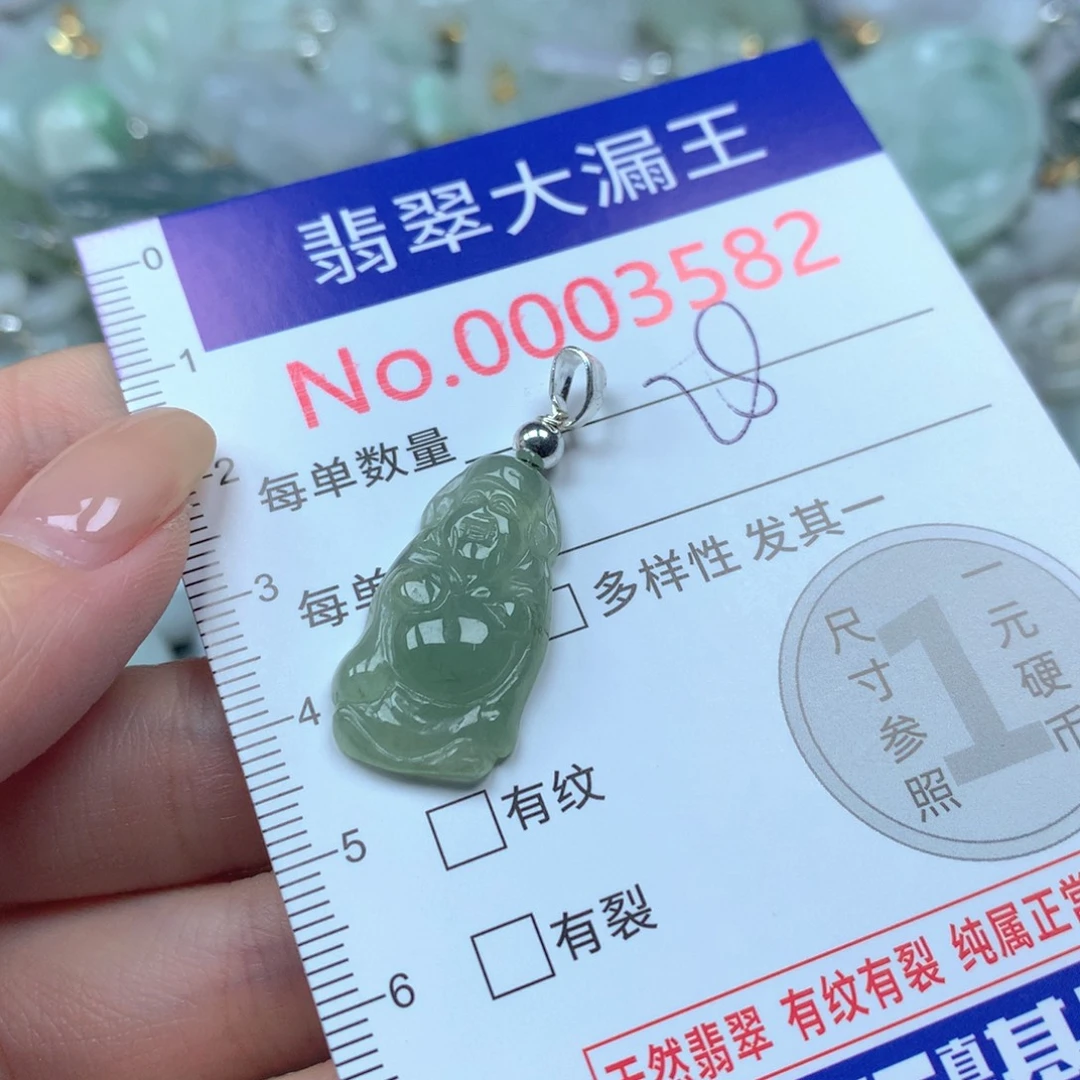 翡翠大漏王
No.0003582
每单数量
每单
多样性 发其一
有纹
有裂
一元硬币
尺寸参照
1
天然翡翠 有纹有裂 纯属正常
0
1
2
3
4
5
6